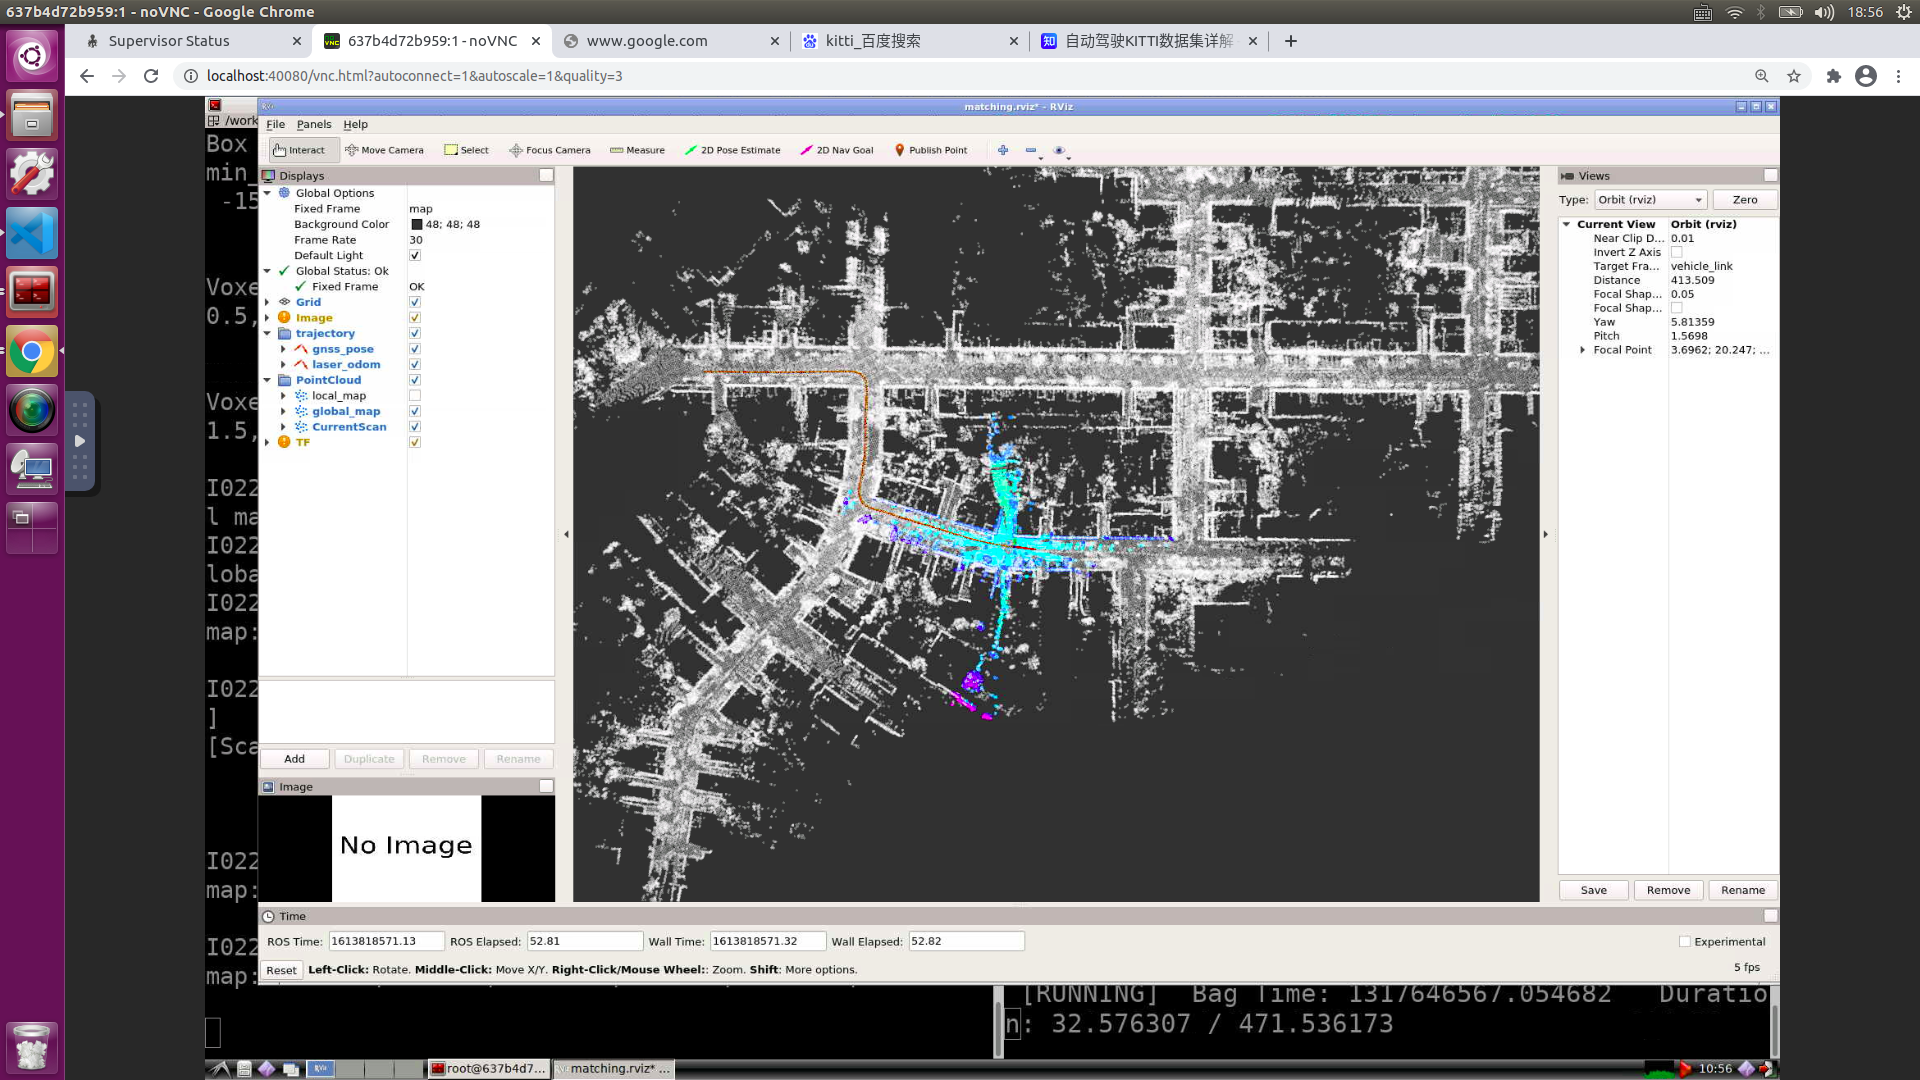 637b4d72b959:1 - noVNC - Google Chrome
18:56
Supervisor Status
637b4d72b959:1 - noVNC
www.google.com
kitti_百度搜索
自动驾驶KITTI数据集详解
localhost:40080/vnc.html?autoconnect=1&autoscale=1&quality=3
/work
matching.rviz* - RViz
File Panels Help
Interact Move Camera Select Focus Camera Measure 2D Pose Estimate 2D Nav Goal Publish Point
Displays
Global Options
Fixed Frame map
Background Color 48; 48; 48
Frame Rate 30
Default Light
Global Status: Ok
Fixed Frame OK
Grid
Image
trajectory
gnss_pose
laser_odom
PointCloud
local_map
global_map
CurrentScan
TF
Add Duplicate Remove Rename
Image
No Image
Views
Type: Orbit (rviz) Zero
Current View Orbit (rviz)
Near Clip D... 0.01
Invert Z Axis
Target Fra... vehicle_link
Distance 413.509
Focal Shap... 0.05
Focal Shap...
Yaw 5.81359
Pitch 1.5698
Focal Point 3.6962; 20.247; ...
Save Remove Rename
Time
ROS Time: 1613818571.13 ROS Elapsed: 52.81 Wall Time: 1613818571.32 Wall Elapsed: 52.82 Experimental
Reset Left-Click: Rotate. Middle-Click: Move X/Y. Right-Click/Mouse Wheel:: Zoom. Shift: More options. 5 fps
Box
min_
-15
Voxe
0.5,
Voxe
1.5,
I022
l ma
I022
loba
I022
map:
I022
]
[Sca
I022
map:
I022
map:
[RUNNING] Bag Time: 1317646567.054682 Duratio
n: 32.576307 / 471.536173
root@637b4d7...
matching.rviz* ...
10:56